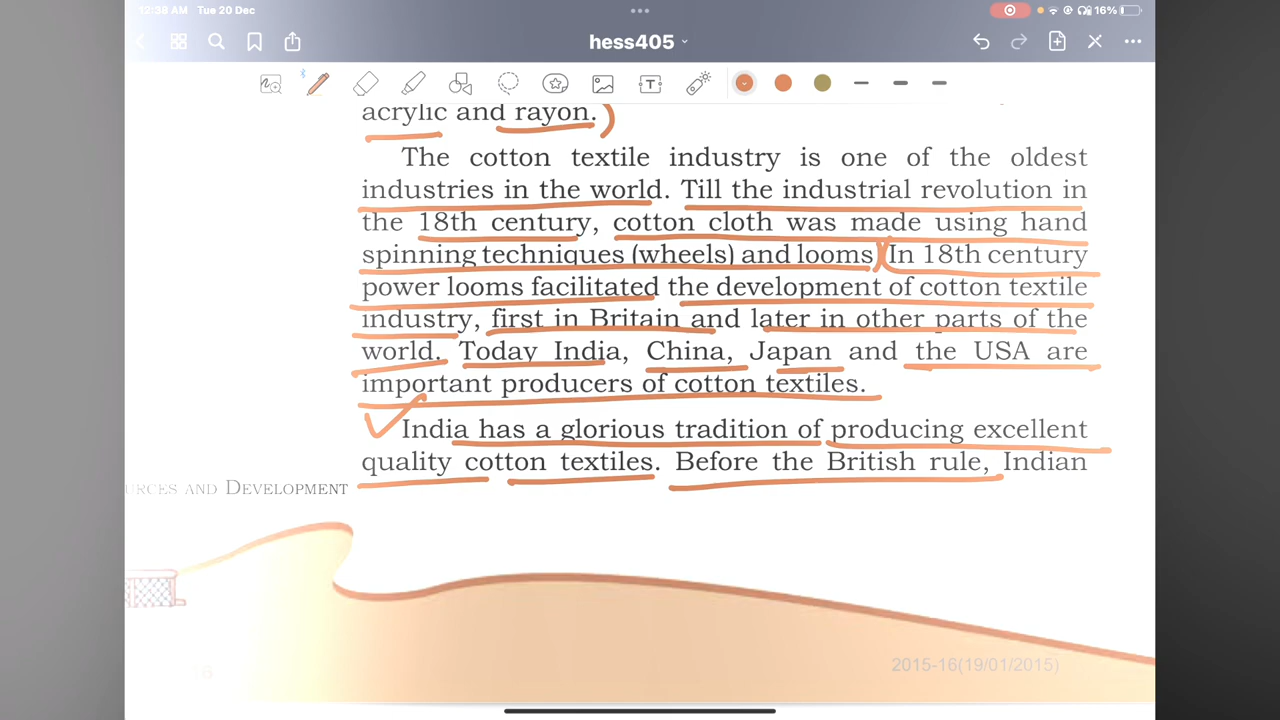 12:38 AM Tue 20 Dec
16%
hess405
acrylic and rayon.
The cotton textile industry is one of the oldest
industries in the world. Till the industrial revolution in
the 18th century, cotton cloth was made using hand
spinning techniques (wheels) and looms. In 18th century
power looms facilitated the development of cotton textile
industry, first in Britain and later in other parts of the
world. Today India, China, Japan and the USA are
important producers of cotton textiles.
India has a glorious tradition of producing excellent
quality cotton textiles. Before the British rule, Indian
URCES AND DEVELOPMENT
2015-16(19/01/2015)